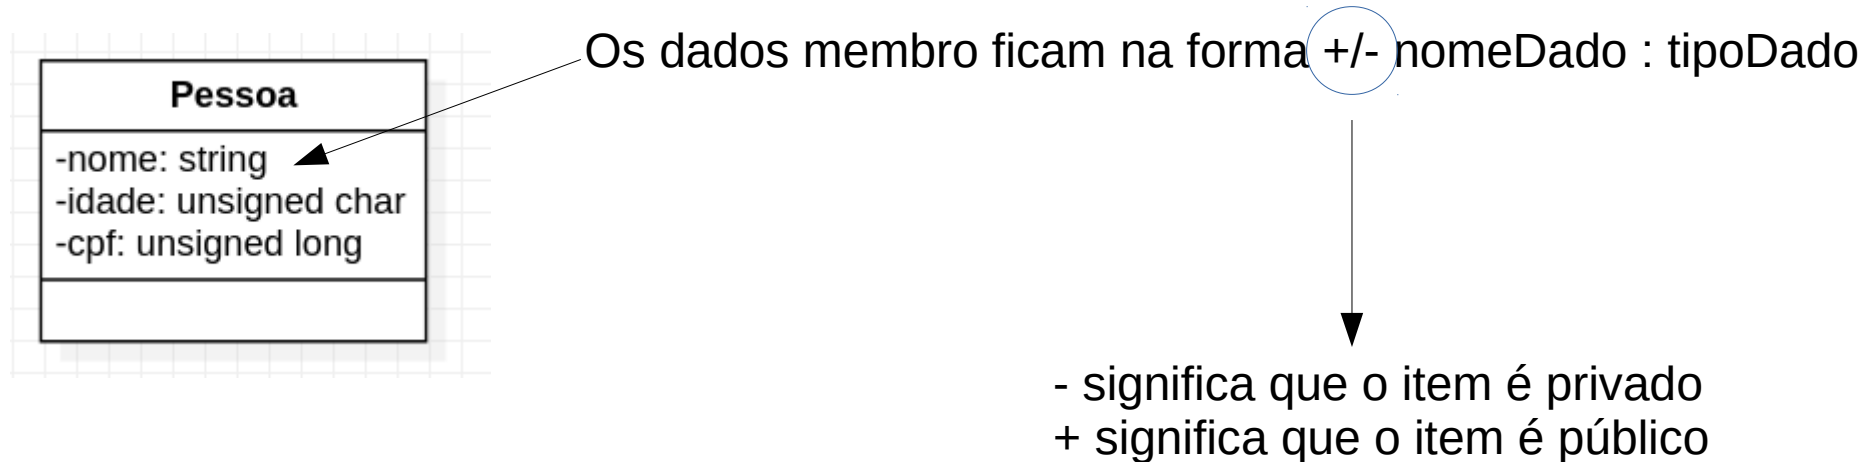 Os dados membro ficam na forma +/- nomeDado : tipoDado
Pessoa
-nome: string
-idade: unsigned char
-cpf: unsigned long
- significa que o item é privado
+ significa que o item é público